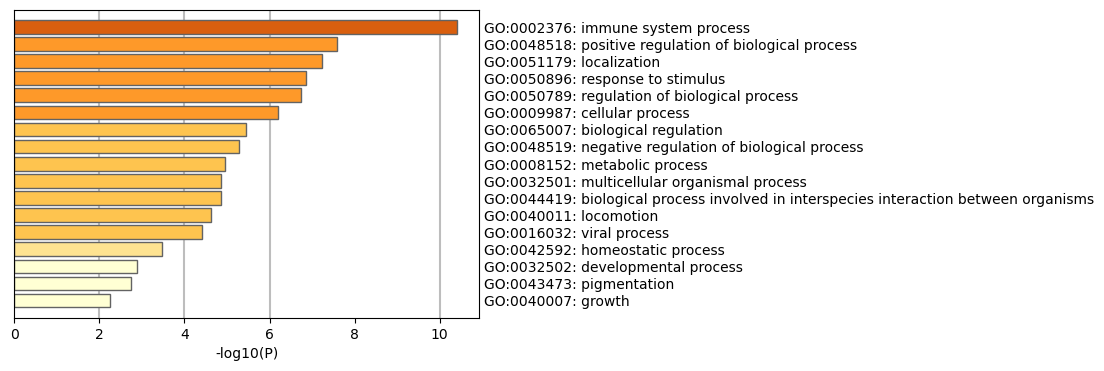 GO:0002376: immune system process
GO:0048518: positive regulation of biological process
GO:0051179: localization
GO:0050896: response to stimulus
GO:0050789: regulation of biological process
GO:0009987: cellular process
GO:0065007: biological regulation
GO:0048519: negative regulation of biological process
GO:0008152: metabolic process
GO:0032501: multicellular organismal process
GO:0044419: biological process involved in interspecies interaction between organisms
GO:0040011: locomotion
GO:0016032: viral process
GO:0042592: homeostatic process
GO:0032502: developmental process
GO:0043473: pigmentation
GO:0040007: growth
0 2 4 6 8 10
-log10(P)